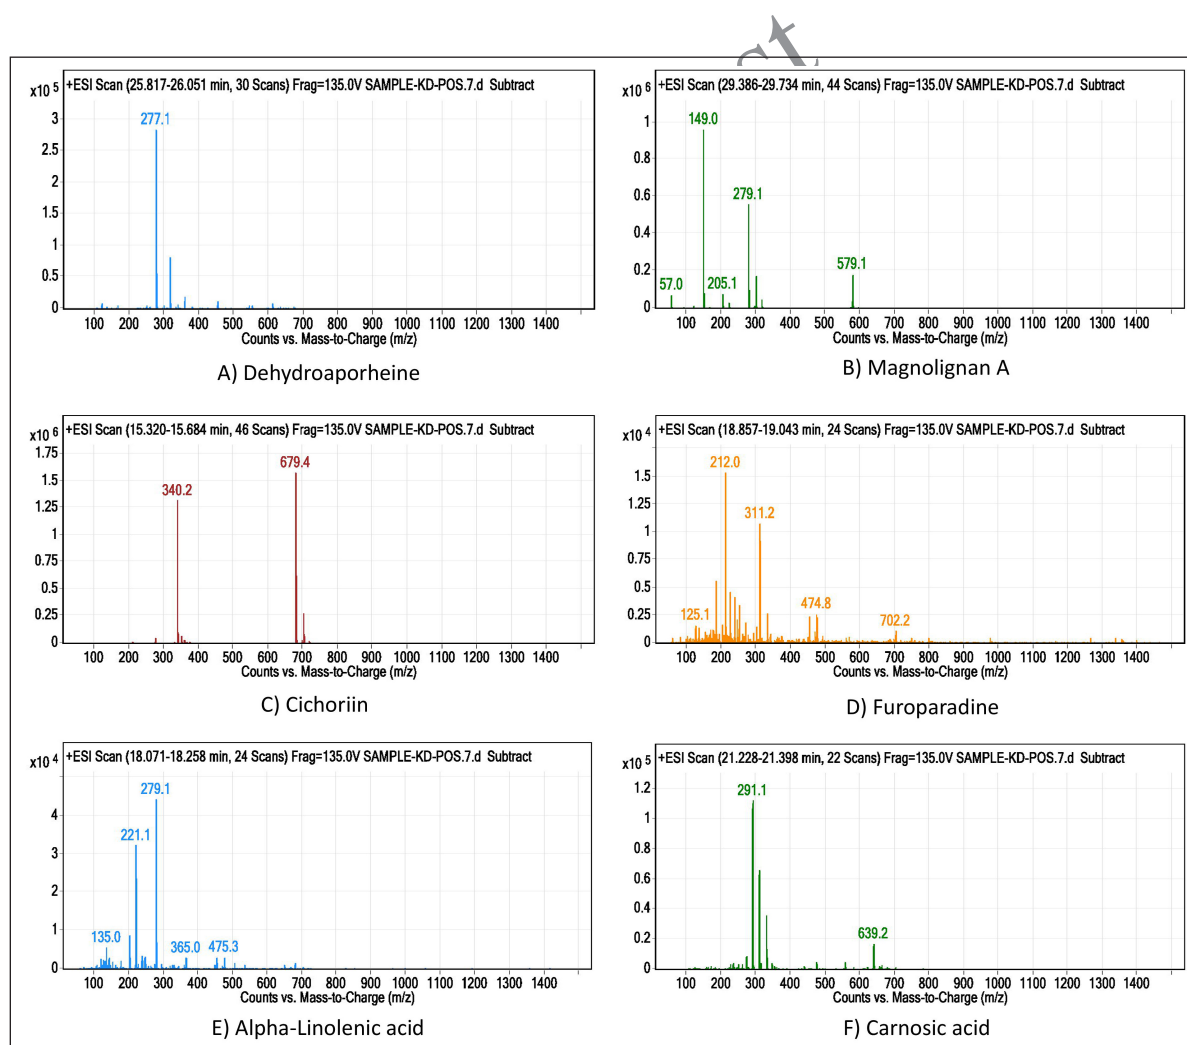 ct
x10 5 +ESI Scan (25.817-26.051 min, 30 Scans) Frag=135.0V SAMPLE-KD-POS.7.d Subtract
3
2.5
2
1.5
1
0.5
0
277.1
100 200 300 400 500 600 700 800 900 1000 1100 1200 1300 1400
Counts vs. Mass-to-Charge (m/z)
A) Dehydroaporheine
x10 6 +ESI Scan (29.386-29.734 min, 44 Scans) Frag=135.0V SAMPLE-KD-POS.7.d Subtract
1
0.8
0.6
0.4
0.2
0
149.0
279.1
579.1
57.0
205.1
100 200 300 400 500 600 700 800 900 1000 1100 1200 1300 1400
Counts vs. Mass-to-Charge (m/z)
B) Magnolignan A
x10 6 +ESI Scan (15.320-15.684 min, 46 Scans) Frag=135.0V SAMPLE-KD-POS.7.d Subtract
1.75
1.5
1.25
1
0.75
0.5
0.25
0
679.4
340.2
100 200 300 400 500 600 700 800 900 1000 1100 1200 1300 1400
Counts vs. Mass-to-Charge (m/z)
C) Cichoriin
x10 4 +ESI Scan (18.857-19.043 min, 24 Scans) Frag=135.0V SAMPLE-KD-POS.7.d Subtract
1.5
1.25
1
0.75
0.5
0.25
0
212.0
311.2
125.1
474.8
702.2
100 200 300 400 500 600 700 800 900 1000 1100 1200 1300 1400
Counts vs. Mass-to-Charge (m/z)
D) Furoparadine
x10 4 +ESI Scan (18.071-18.258 min, 24 Scans) Frag=135.0V SAMPLE-KD-POS.7.d Subtract
4
3
2
1
0
279.1
221.1
135.0
365.0
475.3
100 200 300 400 500 600 700 800 900 1000 1100 1200 1300 1400
Counts vs. Mass-to-Charge (m/z)
E) Alpha-Linolenic acid
x10 5 +ESI Scan (21.228-21.398 min, 22 Scans) Frag=135.0V SAMPLE-KD-POS.7.d Subtract
1.2
1
0.8
0.6
0.4
0.2
0
291.1
639.2
100 200 300 400 500 600 700 800 900 1000 1100 1200 1300 1400
Counts vs. Mass-to-Charge (m/z)
F) Carnosic acid